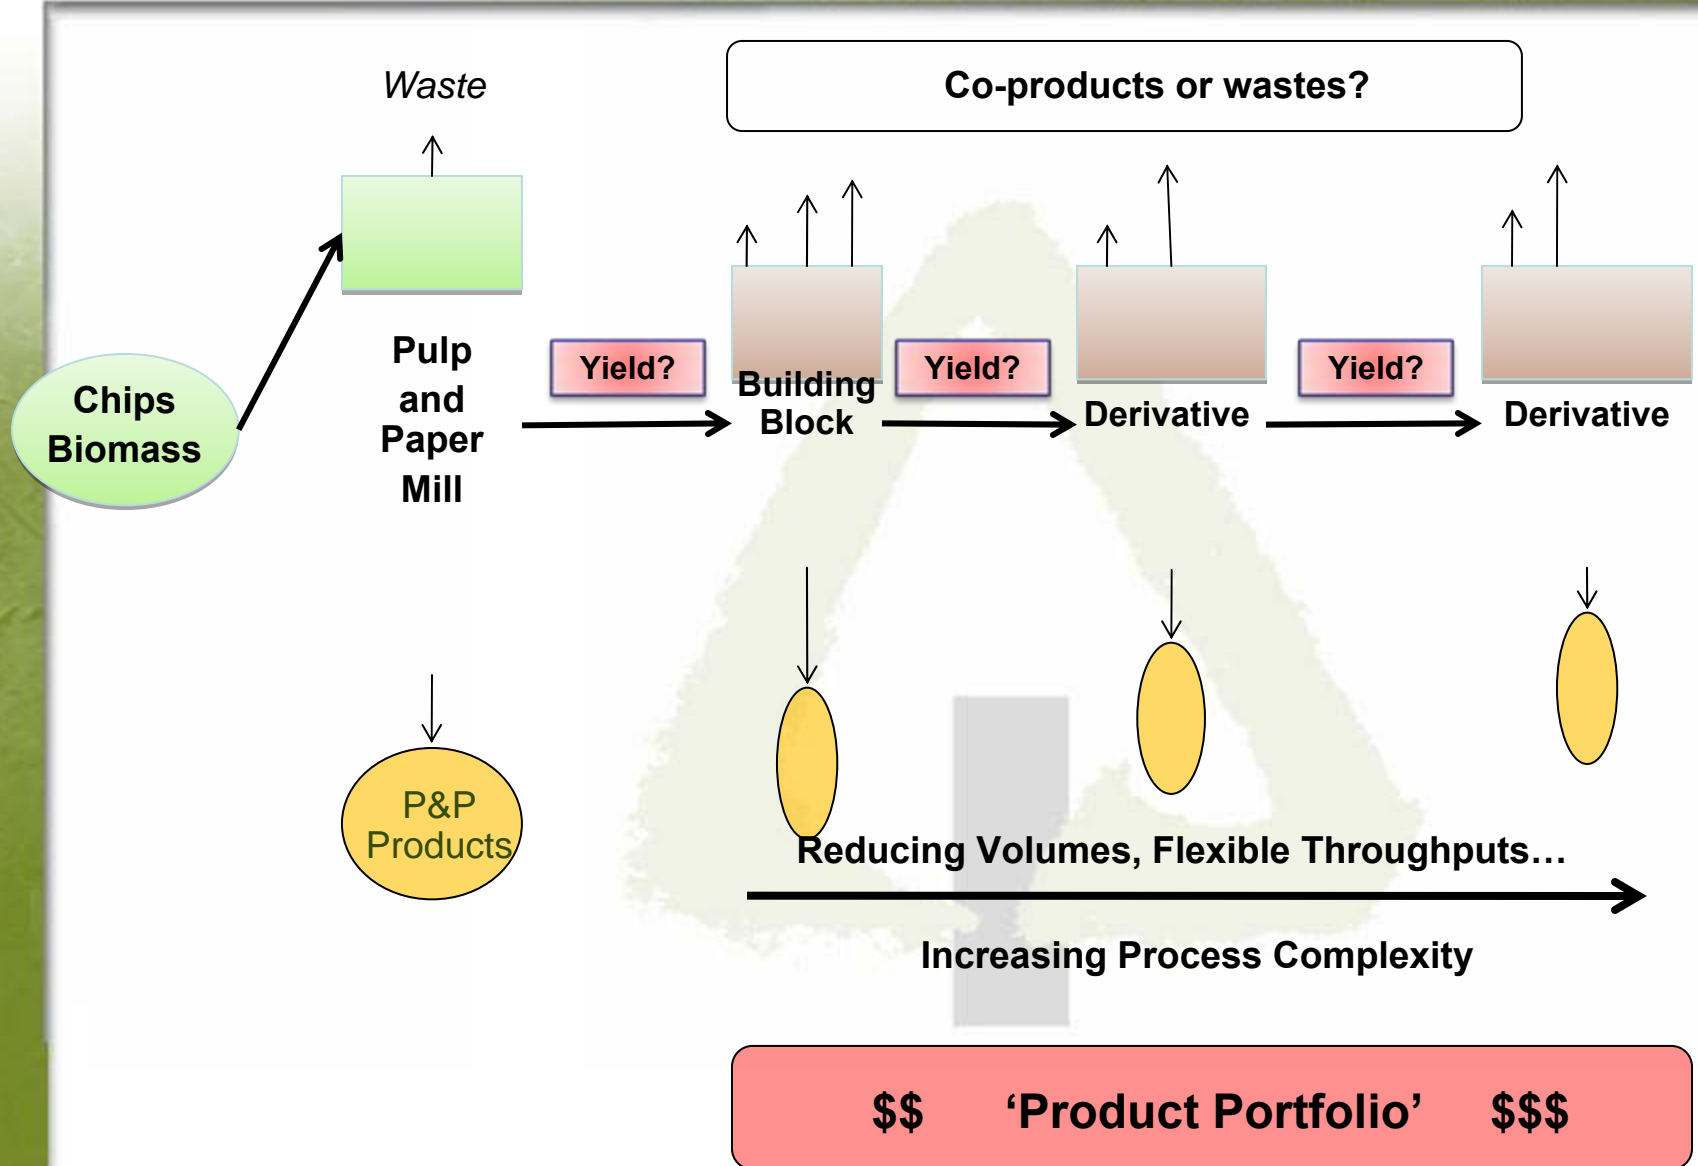 Waste
Co-products or wastes?
Chips
Biomass
Pulp
and
Paper
Mill
Yield?
Building
Block
Yield?
Derivative
Yield?
Derivative
P&P
Products
Reducing Volumes, Flexible Throughputs…
Increasing Process Complexity
$$ ‘Product Portfolio’ $$$